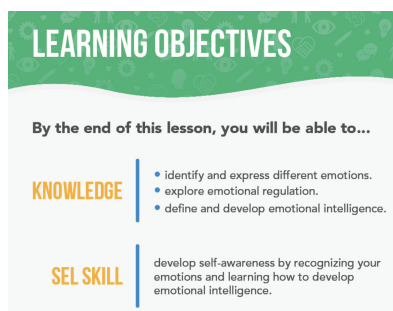 LEARNING OBJECTIVES
By the end of this lesson, you will be able to...
KNOWLEDGE
• identify and express different emotions.
• explore emotional regulation.
• define and develop emotional intelligence.
SEL SKILL
develop self-awareness by recognizing your
emotions and learning how to develop
emotional intelligence.